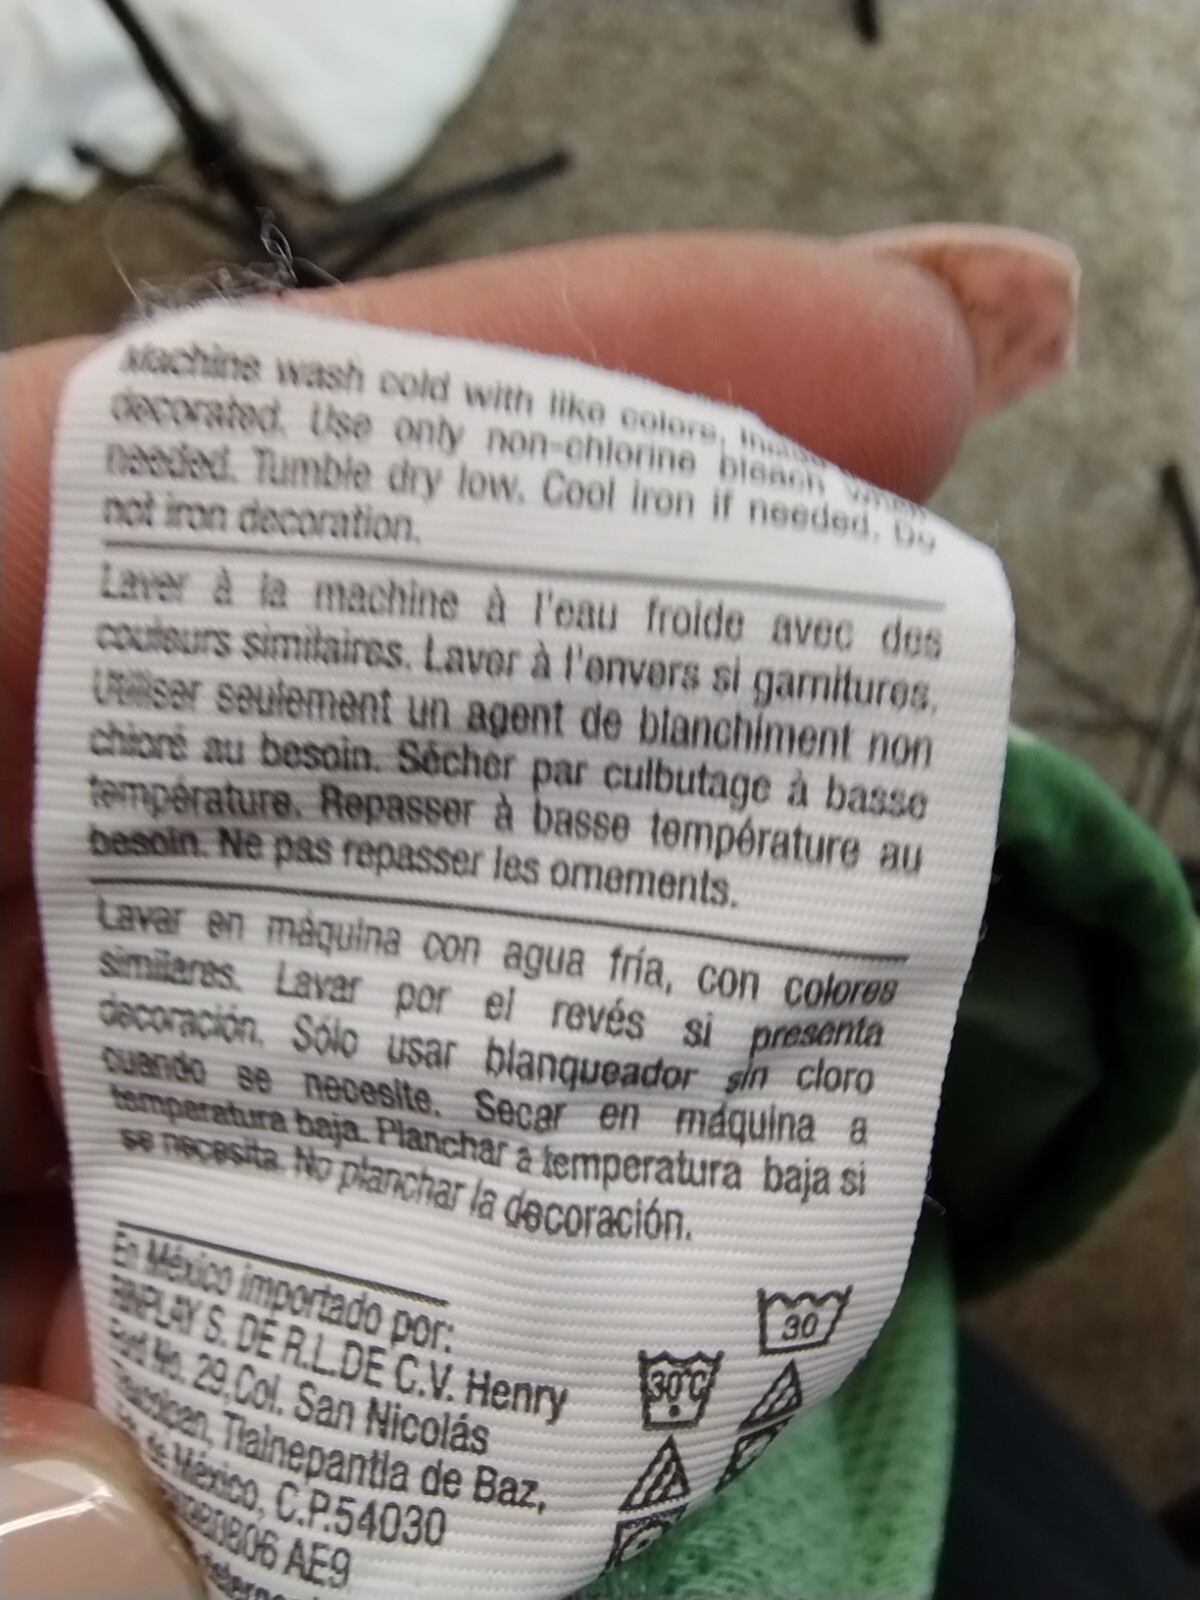 Machine wash cold with like colors, Inside
decorated. Use only non-chlorine bleach when
needed. Tumble dry low. Cool iron if needed. Do
not iron decoration.
Laver à la machine à l'eau froide avec des
couleurs similaires. Laver à l'envers si garnitures.
Utiliser seulement un agent de blanchiment non
chloré au besoin. Sécher par culbutage à basse
température. Repasser à basse température au
besoin. Ne pas repasser les ornements.
Lavar en máquina con agua fría, con colores
similares. Lavar por el revés si presenta
decoración. Sólo usar blanqueador sin cloro
cuando se necesite. Secar en máquina a
temperatura baja. Planchar a temperatura baja si
se necesita. No planchar la decoración.
En México importado por:
RINPLAY S. DE R.L.DE C.V. Henry
Ford No. 29,Col. San Nicolás
Tlalnepantla de Baz,
de México, C.P.54030
AE9
30
30°C